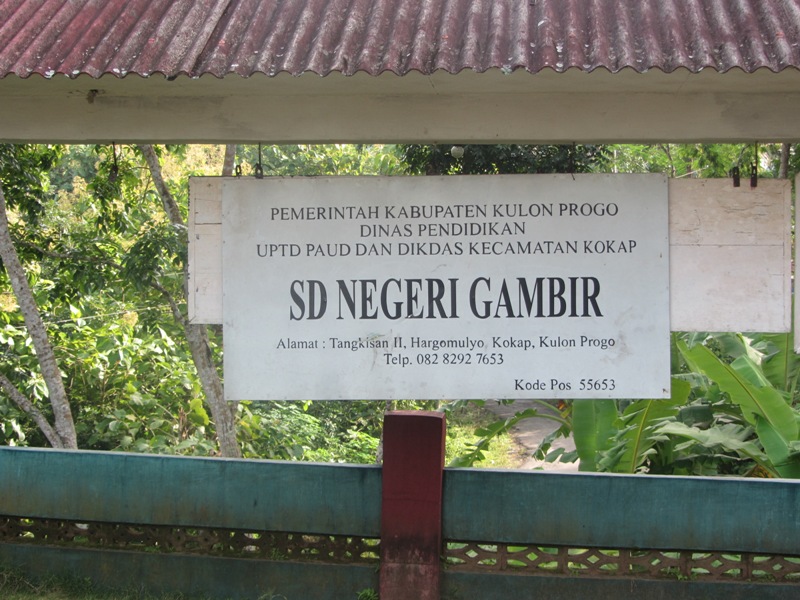 PEMERINTAH KABUPATEN KULON PROGO
DINAS PENDIDIKAN
UPTD PAUD DAN DIKDAS KECAMATAN KOKAP
SD NEGERI GAMBIR
Alamat : Tangkisan II, Hargomulyo Kokap, Kulon Progo
Telp. 082 8292 7653
Kode Pos 55653